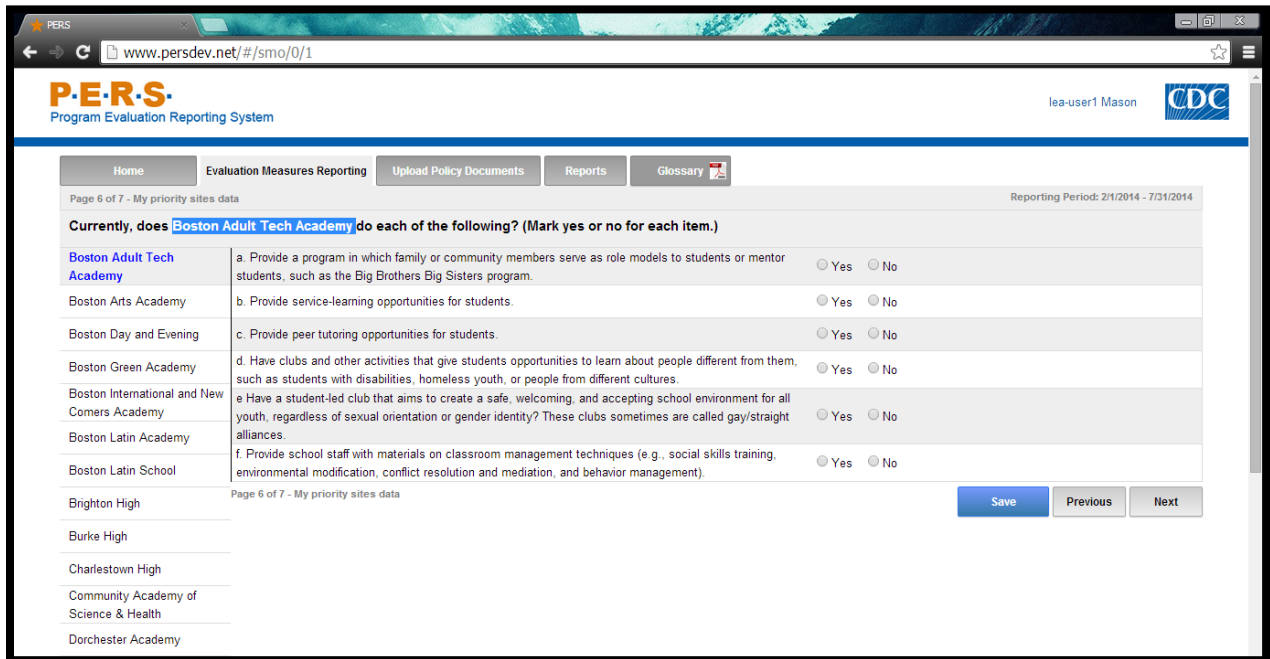 PERS
www.persdev.net/#/smo/0/1
P·E·R·S·
Program Evaluation Reporting System
lea-user1 Mason
CDC
Home
Evaluation Measures Reporting
Upload Policy Documents
Reports
Glossary
Page 6 of 7 - My priority sites data
Reporting Period: 2/1/2014 - 7/31/2014
Currently, does Boston Adult Tech Academy do each of the following? (Mark yes or no for each item.)
Boston Adult Tech
Academy
Boston Arts Academy
Boston Day and Evening
Boston Green Academy
Boston International and New
Comers Academy
Boston Latin Academy
Boston Latin School
Brighton High
Burke High
Charlestown High
Community Academy of
Science & Health
Dorchester Academy
a. Provide a program in which family or community members serve as role models to students or mentor
students, such as the Big Brothers Big Sisters program.
Yes No
b. Provide service-learning opportunities for students.
Yes No
c. Provide peer tutoring opportunities for students.
Yes No
d. Have clubs and other activities that give students opportunities to learn about people different from them,
such as students with disabilities, homeless youth, or people from different cultures.
Yes No
e Have a student-led club that aims to create a safe, welcoming, and accepting school environment for all
youth, regardless of sexual orientation or gender identity? These clubs sometimes are called gay/straight
alliances.
Yes No
f. Provide school staff with materials on classroom management techniques (e.g., social skills training,
environmental modification, conflict resolution and mediation, and behavior management).
Yes No
Page 6 of 7 - My priority sites data
Save
Previous
Next